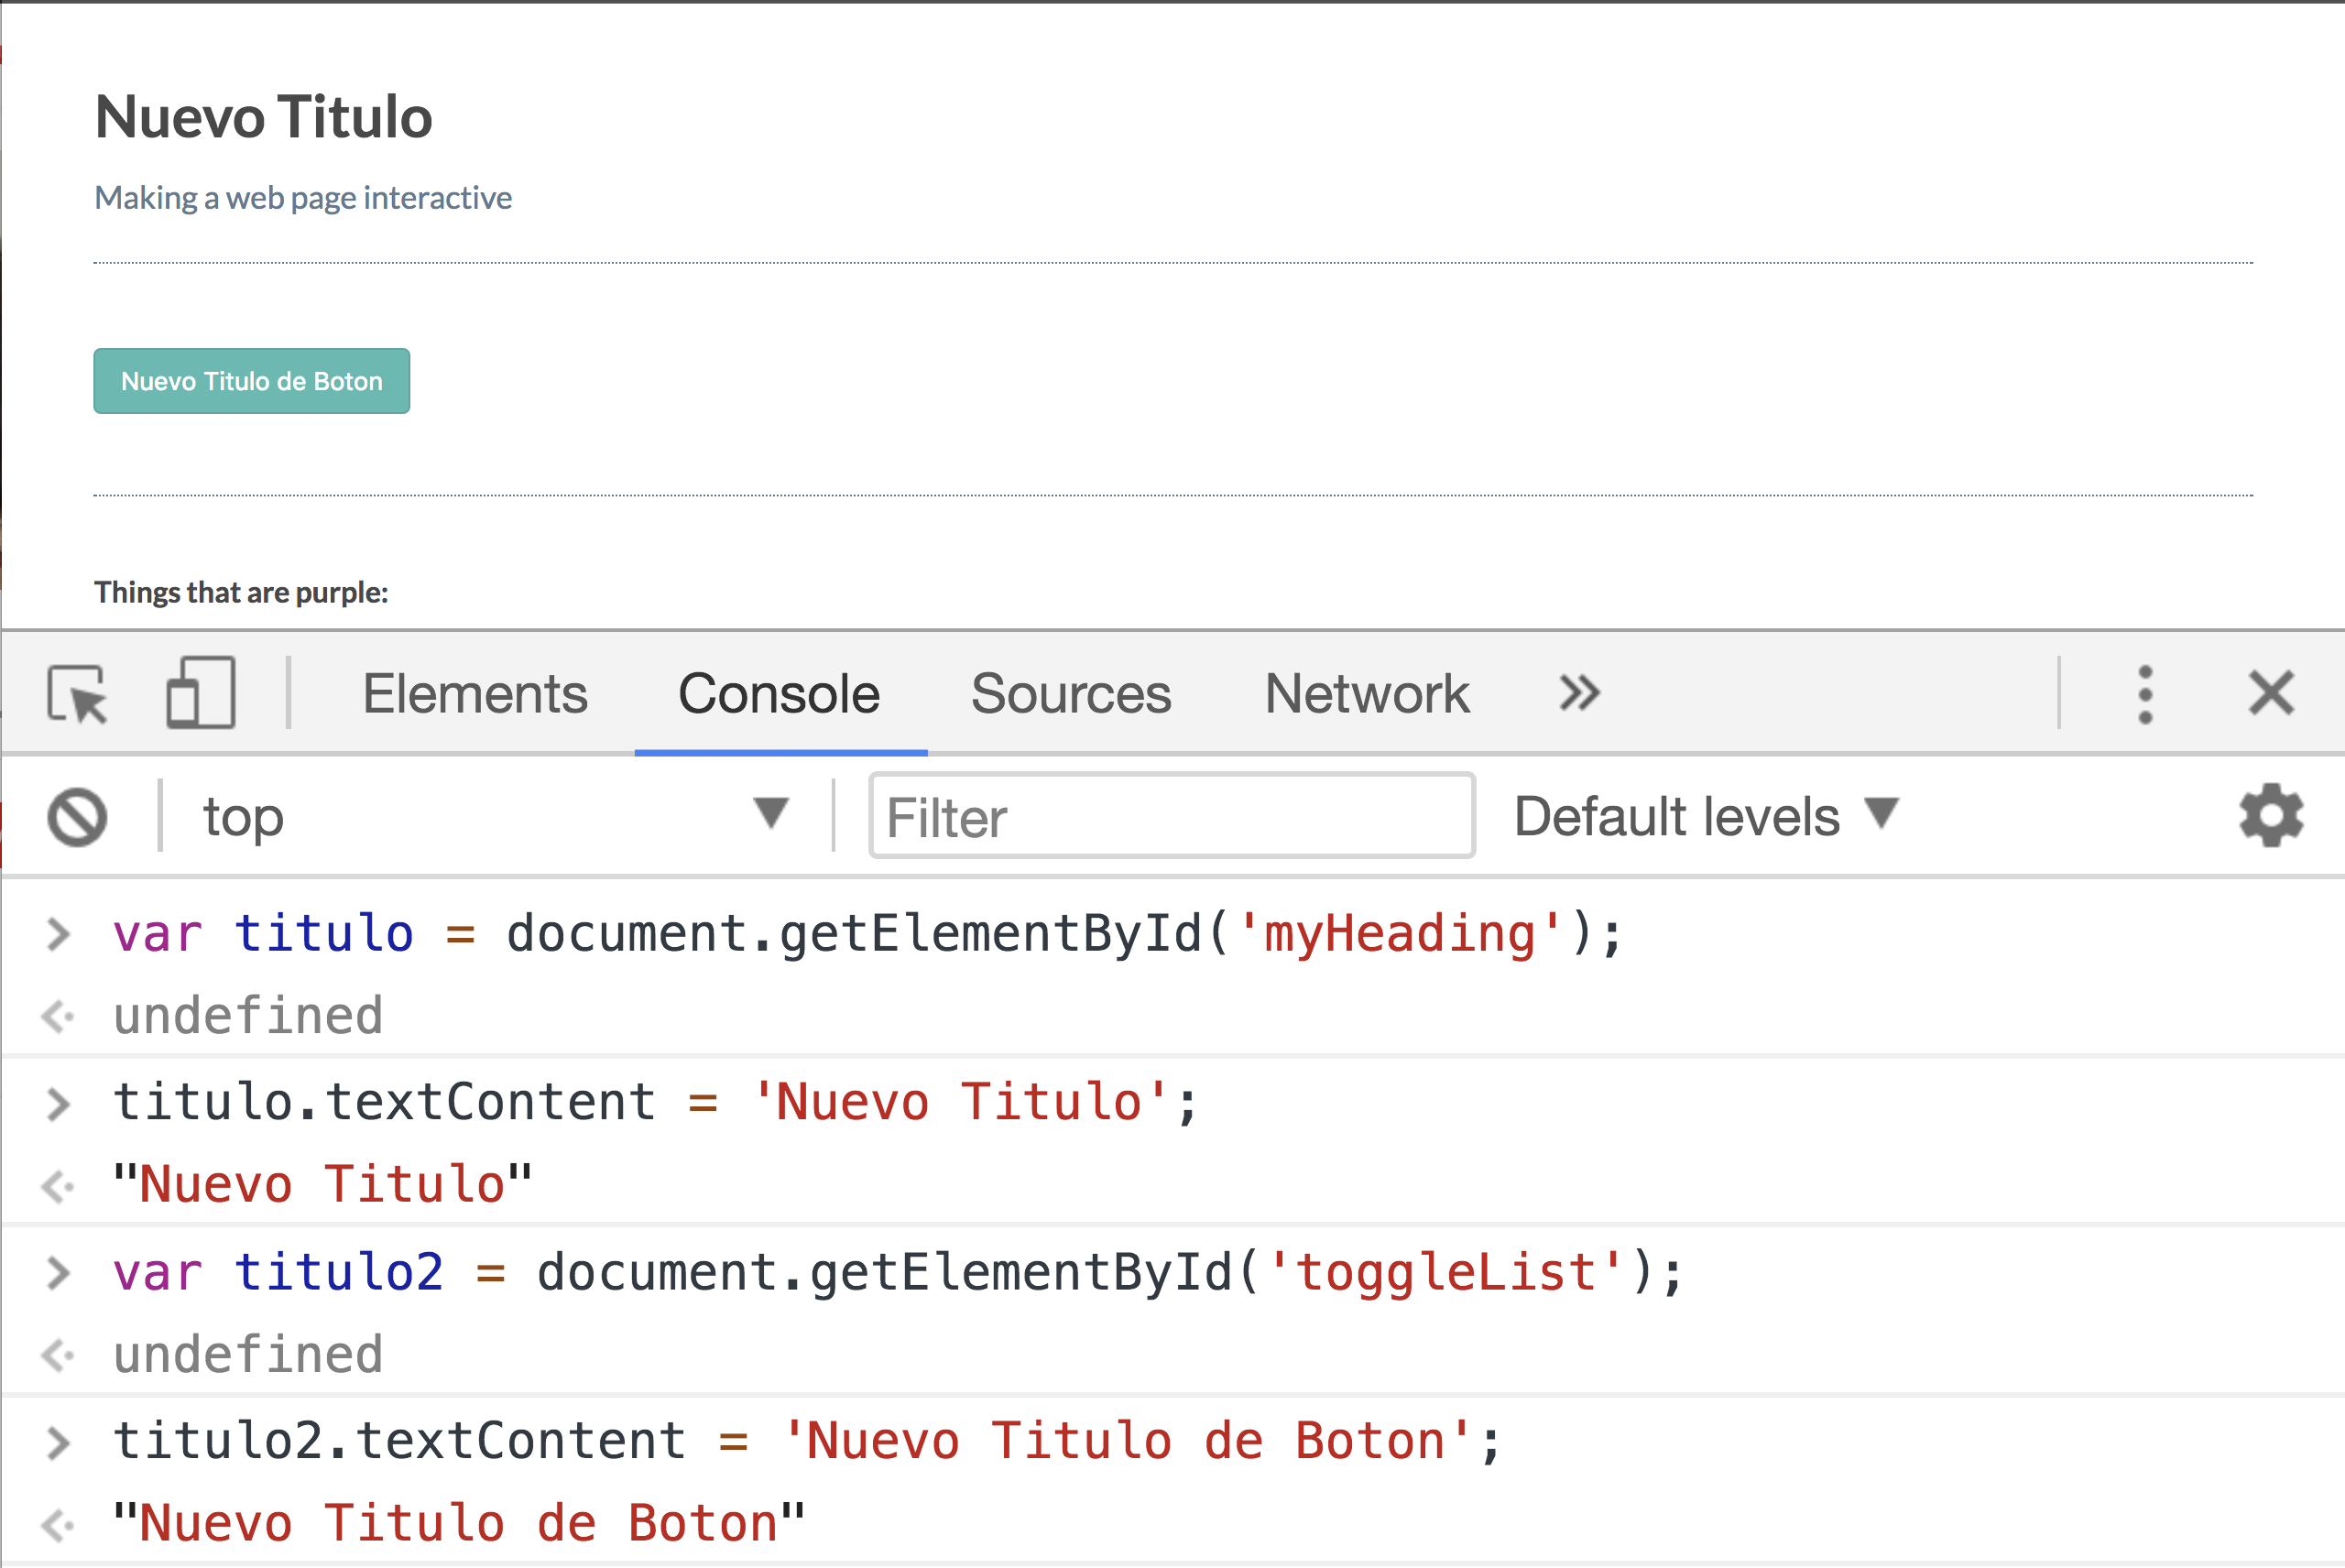 Nuevo Titulo
Making a web page interactive
Nuevo Titulo de Boton
Things that are purple:
Elements Console Sources Network
top Filter Default levels
var titulo = document.getElementById('myHeading');
undefined
titulo.textContent = 'Nuevo Titulo';
"Nuevo Titulo"
var titulo2 = document.getElementById('toggleList');
undefined
titulo2.textContent = 'Nuevo Titulo de Boton';
"Nuevo Titulo de Boton"